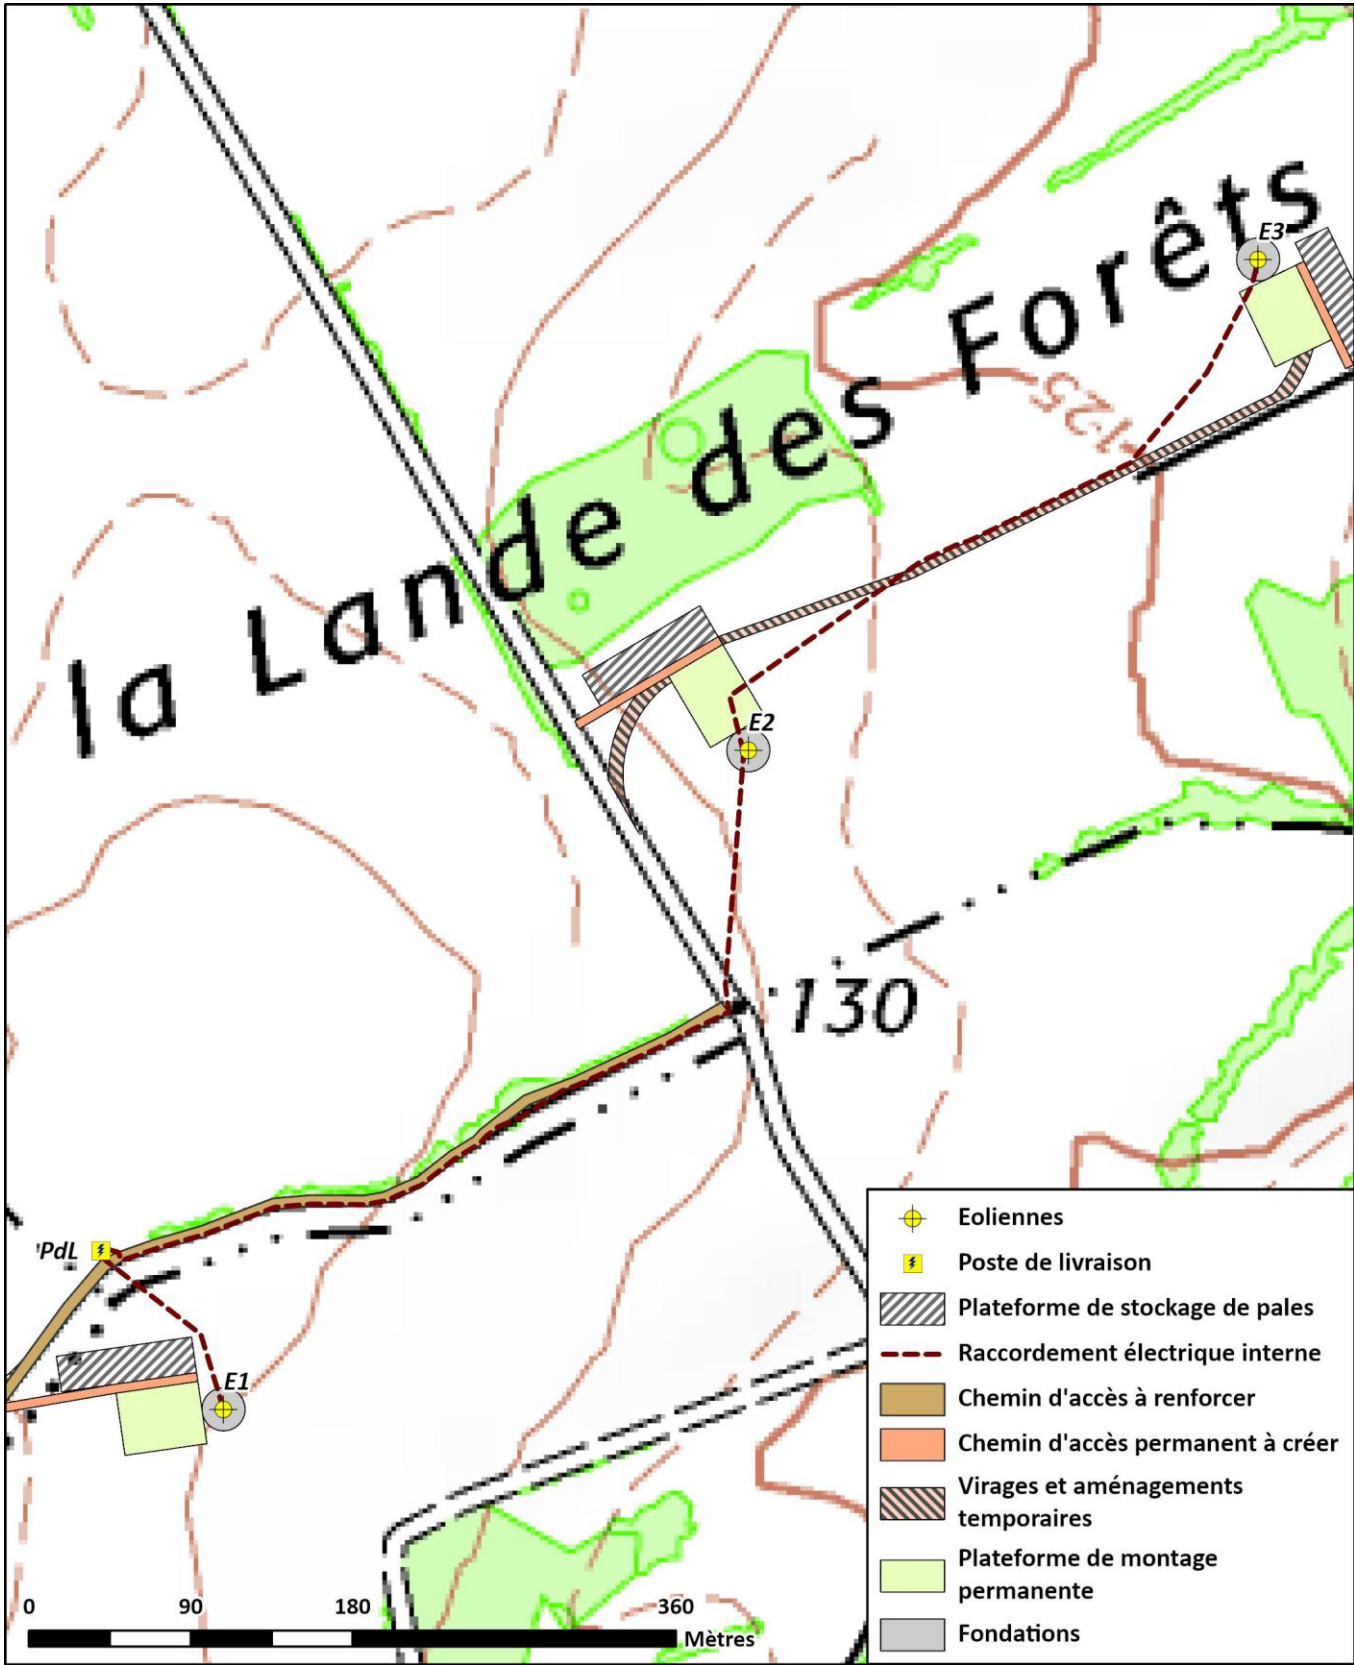 la Lande des Forêts
E3
125
E2
130
PdL
E1
Eoliennes
Poste de livraison
Plateforme de stockage de pales
Raccordement électrique interne
Chemin d'accès à renforcer
Chemin d'accès permanent à créer
Virages et aménagements
temporaires
Plateforme de montage
permanente
Fondations
0 90 180 360
Mètres